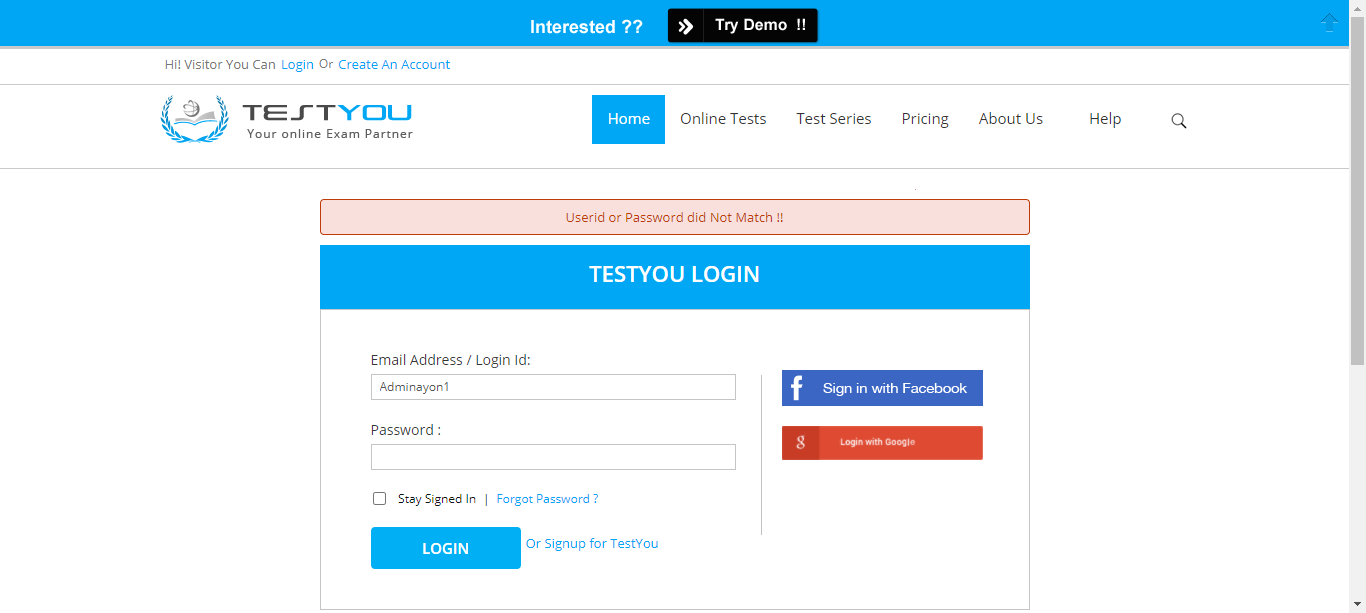 Interested ?? Try Demo !!
Hi! Visitor You Can Login Or Create An Account
TESTYOU
Your online Exam Partner
Home Online Tests Test Series Pricing About Us Help
Userid or Password did Not Match !!
TESTYOU LOGIN
Email Address / Login Id:
Adminayon1
Password :
Stay Signed In | Forgot Password ?
LOGIN Or Signup for TestYou
f Sign in with Facebook
8 Login with Google